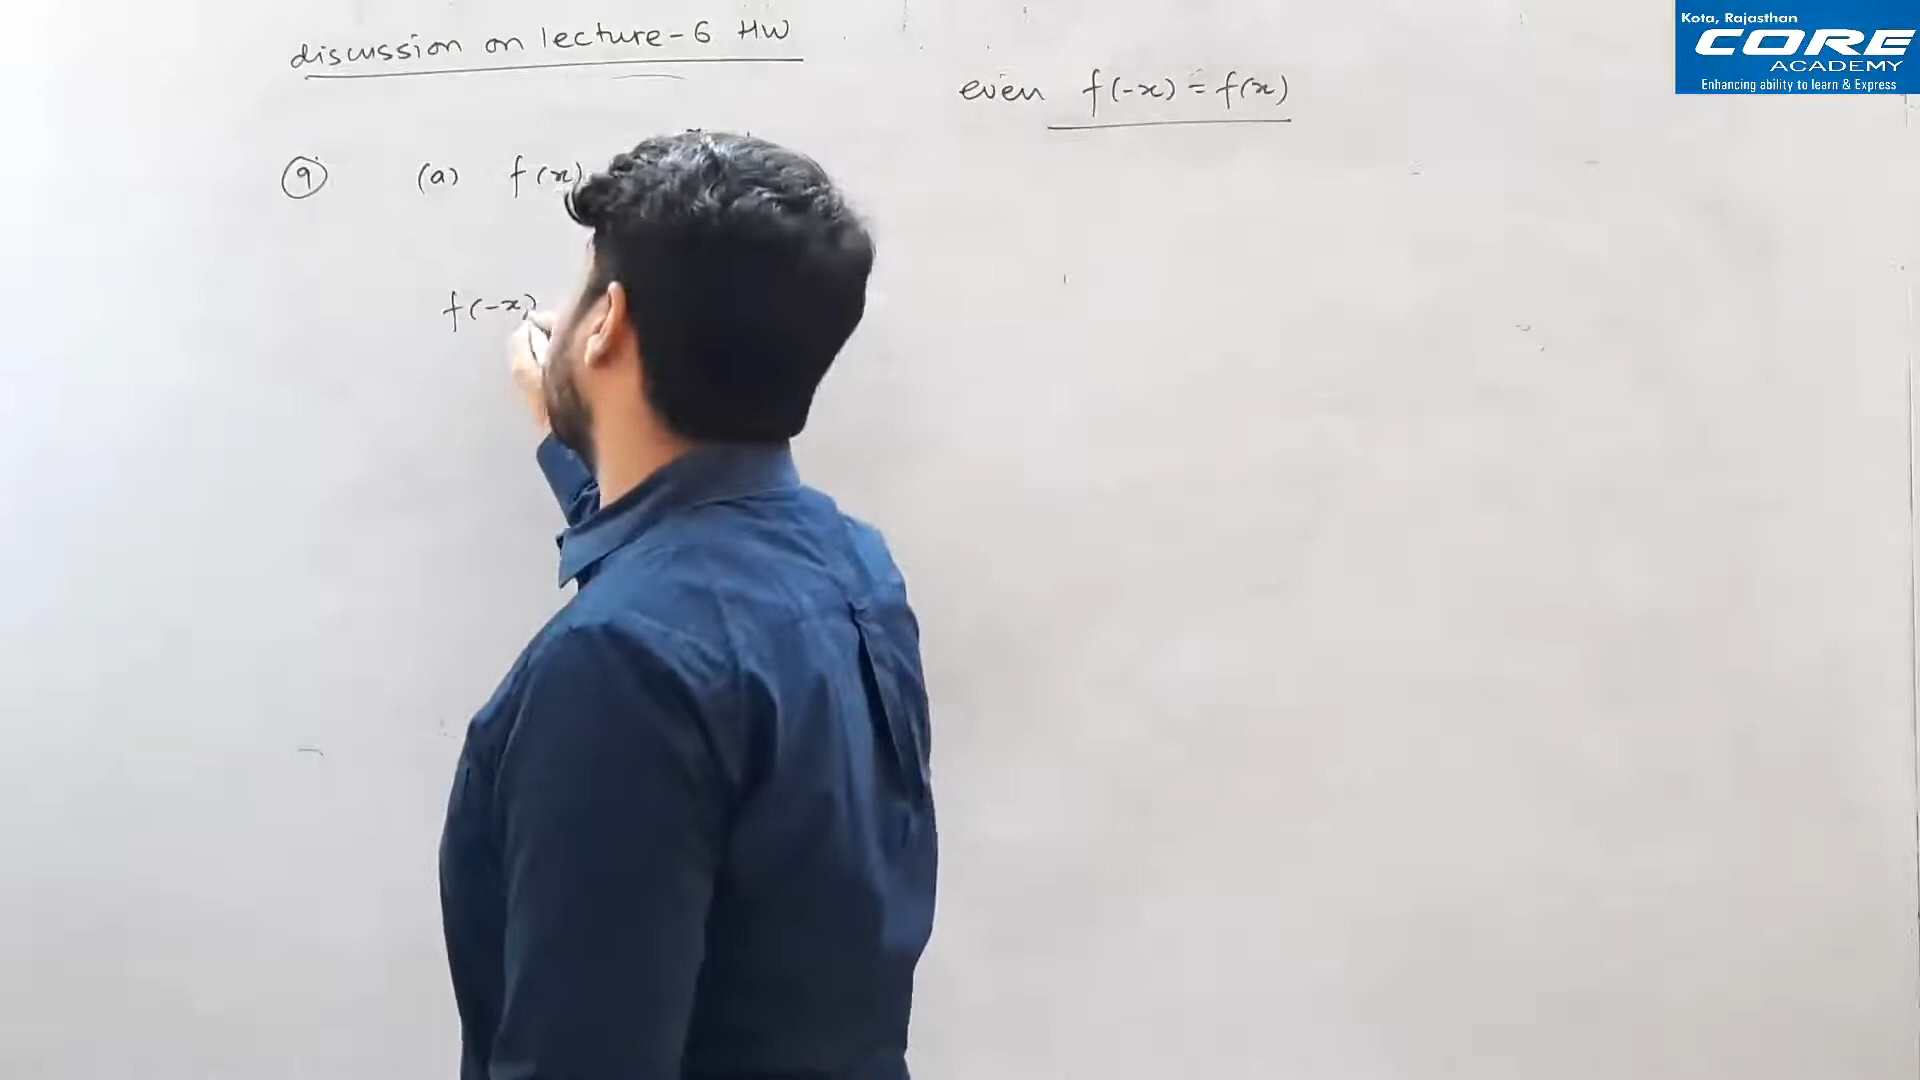 discussion on lecture-6 HW
even f(-x) = f(x)
9 (a) f(x)
f(-x)
Kota, Rajasthan
CORE
ACADEMY
Enhancing ability to learn & Express